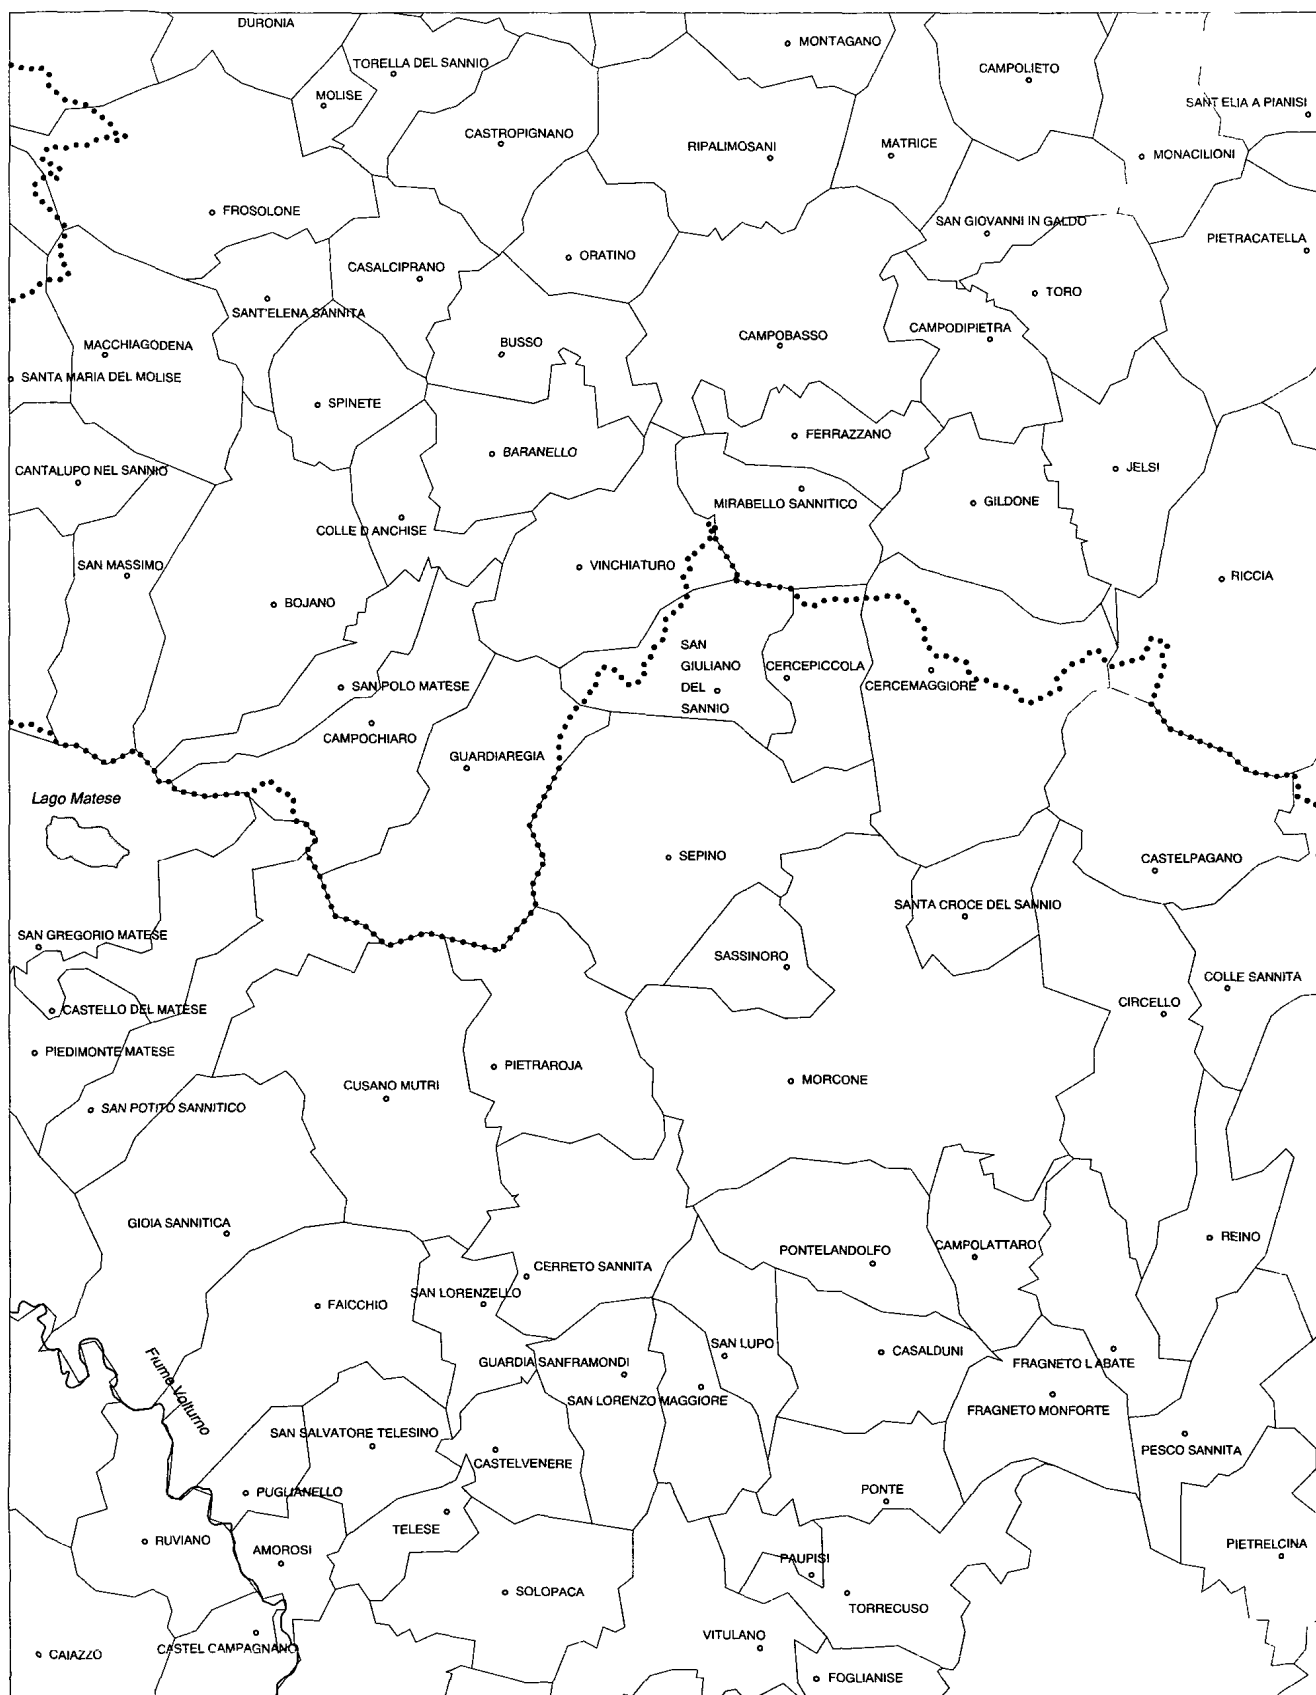 DURONIA
MONTAGANO
TORELLA DEL SANNIO
CAMPOLIETO
MOLISE
SANT ELIA A PIANISI
CASTROPIGNANO
RIPALIMOSANI
MATRICE
MONACILIONI
FROSOLONE
SAN GIOVANNI IN GALDO
PIETRACATELLA
ORATINO
CASALCIPRANO
TORO
SANT'ELENA SANNITA
CAMPODIPIETRA
MACCHIAGODENA
BUSSO
CAMPOBASSO
SANTA MARIA DEL MOLISE
SPINETE
FERRAZZANO
BARANELLO
CANTALUPO NEL SANNIO
JELSI
MIRABELLO SANNITICO
GILDONE
COLLE D ANCHISE
SAN MASSIMO
VINCHIATURO
RICCIA
BOJANO
SAN
GIULIANO
DEL
SANNIO
CERCEPICCOLA
CERCEMAGGIORE
SAN POLO MATESE
CAMPOCHIARO
GUARDIAREGIA
Lago Matese
SEPINO
CASTELPAGANO
SANTA CROCE DEL SANNIO
SAN GREGORIO MATESE
SASSINORO
COLLE SANNITA
CASTELLO DEL MATESE
CIRCELLO
PIEDIMONTE MATESE
PIETRAROJA
CUSANO MUTRI
MORCONE
SAN POTITO SANNITICO
GIOIA SANNITICA
REINO
PONTELANDOLFO
CAMPOLATTARO
CERRETO SANNITA
SAN LORENZELLO
FAICCHIO
SAN LUPO
CASALDUNI
GUARDIA SANFRAMONDI
FRAGNETO L ABATE
Fiume Volturno
SAN LORENZO MAGGIORE
FRAGNETO MONFORTE
SAN SALVATORE TELESINO
PESCO SANNITA
CASTELVENERE
PUGLIANELLO
PONTE
TELESE
RUVIANO
AMOROSI
PAUPISI
PIETRELCINA
SOLOPACA
TORRECUSO
VITULANO
CASTEL CAMPAGNANO
CAIAZZO
FOGLIANISE